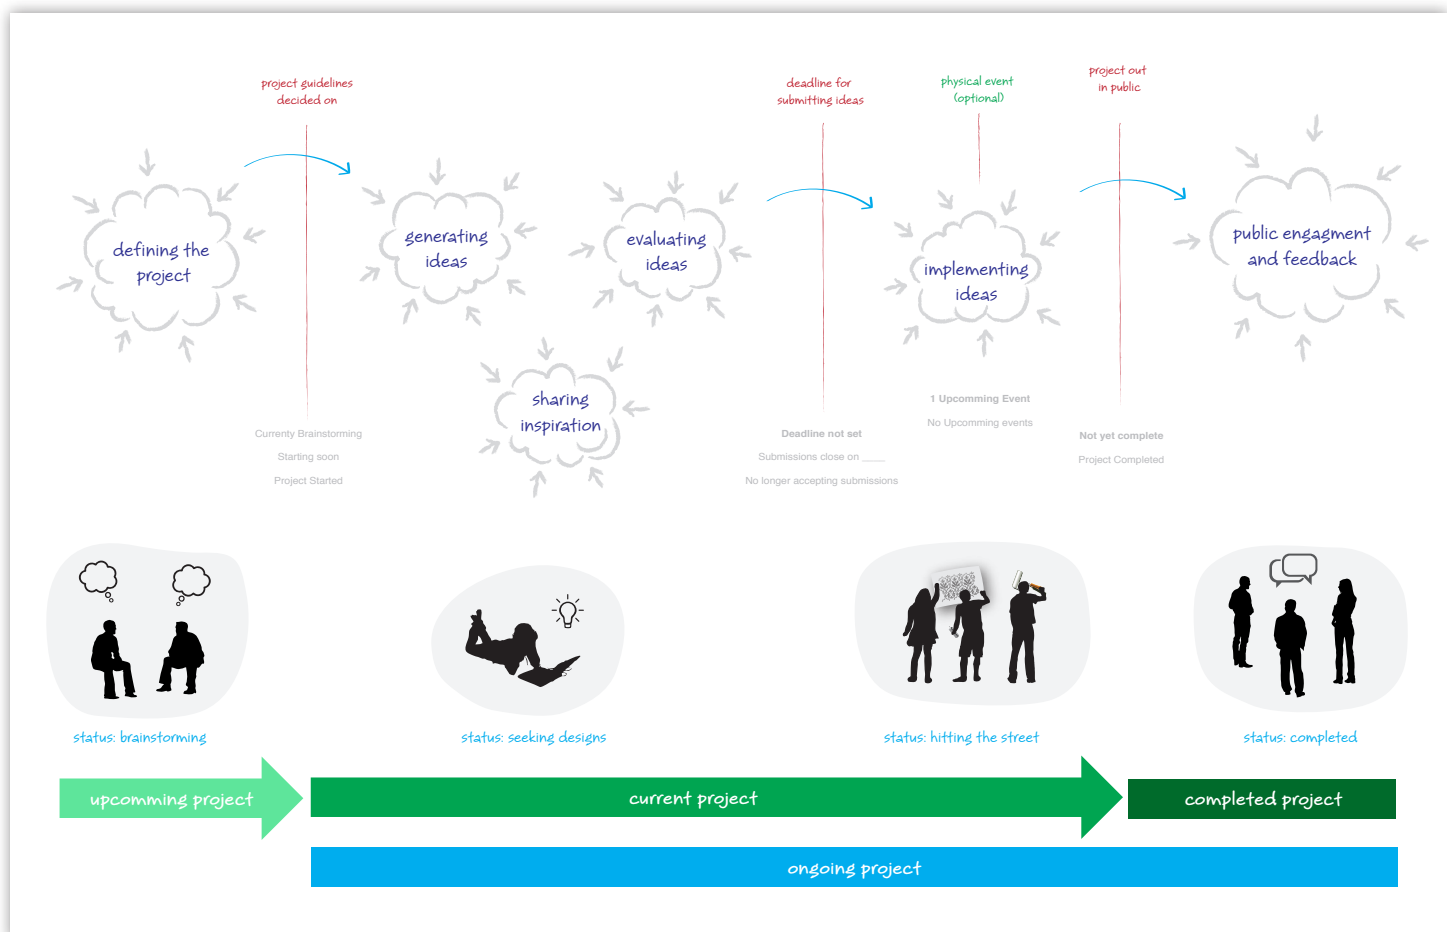 project guidelines
decided on
deadline for
submitting ideas
physical event
(optional)
project out
in public
defining the
project
generating
ideas
evaluating
ideas
sharing
inspiration
implementing
ideas
public engagment
and feedback
Currenty Brainstorming
Starting soon
Project Started
Deadline not set
Submissions close on ____
No longer accepting submissions
1 Upcomming Event
No Upcomming events
Not yet complete
Project Completed
status: brainstorming
status: seeking designs
status: hitting the street
status: completed
upcomming project
current project
completed project
ongoing project